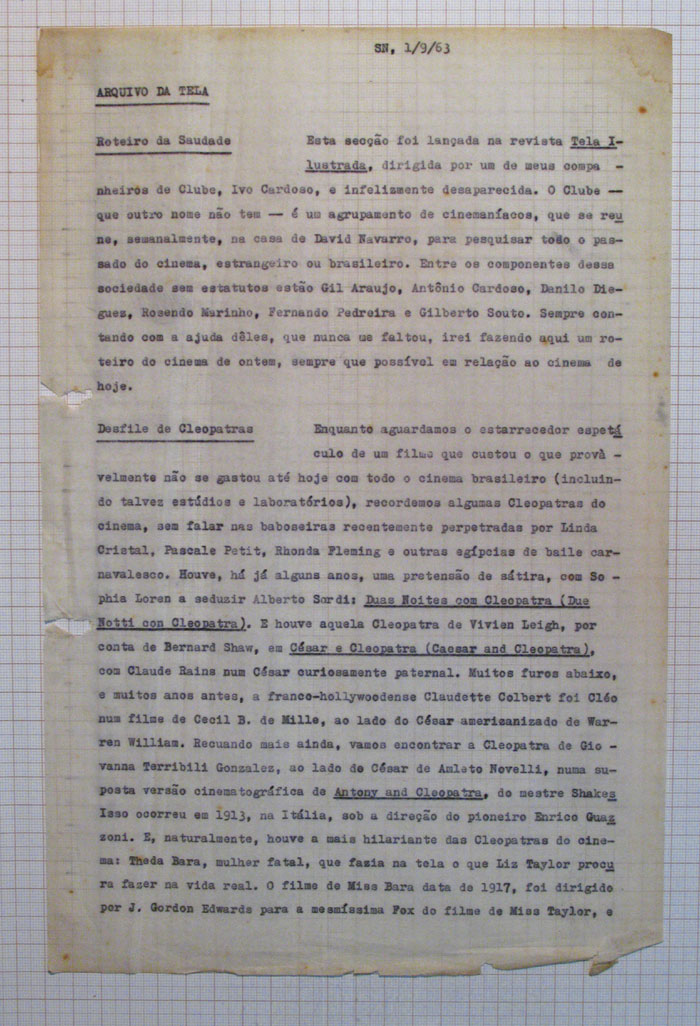 SN, 1/9/63
ARQUIVO DA TELA
Roteiro da Saudade Esta secção foi lançada na revista Tela I-
lustrada, dirigida por um de meus compa -
nheiros de Clube, Ivo Cardoso, e infelizmente desaparecida. O Clube —
que outro nome não tem — é um agrupamento de cinemaníacos, que se reu
ne, semanalmente, na casa de David Navarro, para pesquisar todo o pas-
sado do cinema, estrangeiro ou brasileiro. Entre os componentes dessa
sociedade sem estatutos estão Gil Araujo, Antônio Cardoso, Danilo Die-
guez, Rosendo Marinho, Fernando Pedreira e Gilberto Souto. Sempre con-
tando com a ajuda dêles, que nunca me faltou, irei fazendo aqui um ro-
teiro do cinema de ontem, sempre que possível em relação ao cinema de
hoje.
Desfile de Cleopatras Enquanto aguardamos o estarrecedor espetá
culo de um filme que custou o que provà -
velmente não se gastou até hoje com todo o cinema brasileiro (incluin-
do talvez estúdios e laboratórios), recordemos algumas Cleopatras do
cinema, sem falar nas baboseiras recentemente perpetradas por Linda
Cristal, Pascale Petit, Rhonda Fleming e outras egípcias de baile car-
navalesco. Houve, há já alguns anos, uma pretensão de sátira, com So -
phia Loren a seduzir Alberto Sordi: Duas Noites com Cleopatra (Due
Notti con Cleopatra). E houve aquela Cleopatra de Vivien Leigh, por
conta de Bernard Shaw, em César e Cleopatra (Caesar and Cleopatra),
com Claude Rains num César curiosamente paternal. Muitos furos abaixo,
e muitos anos antes, a franco-hollywoodense Claudette Colbert foi Cléo
num filme de Cecil B. de Mille, ao lado do César americanizado de War-
ren William. Recuando mais ainda, vamos encontrar a Cleopatra de Gio -
vanna Terribili Gonzalez, ao lado do César de Amleto Novelli, numa su-
posta versão cinematográfica de Antony and Cleopatra, do mestre Shakes
Isso ocorreu em 1913, na Itália, sob a direção do pioneiro Enrico Guaz
zoni. E, naturalmente, houve a mais hilariante das Cleopatras do cine-
ma: Theda Bara, mulher fatal, que fazia na tela o que Liz Taylor procu
ra fazer na vida real. O filme de Miss Bara data de 1917, foi dirigido
por J. Gordon Edwards para a mesmíssima Fox do filme de Miss Taylor, e